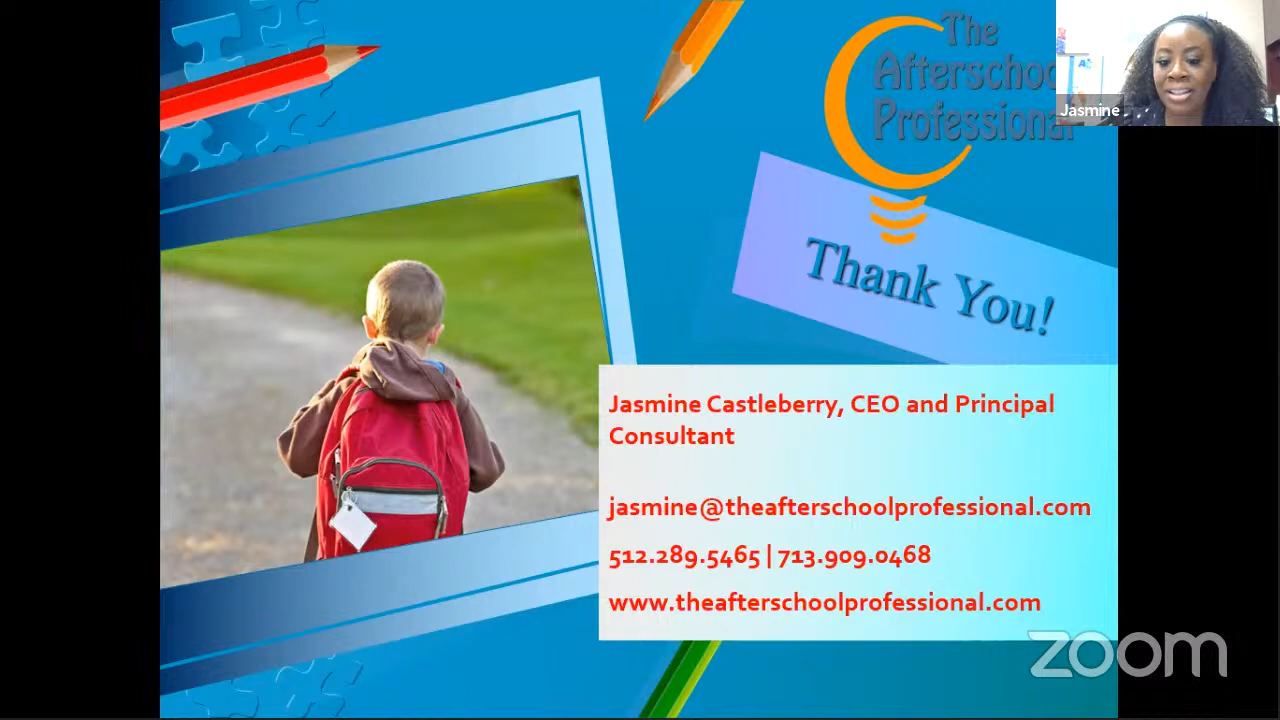 The
Afterschool
Professional
Jasmine
Thank You!
Jasmine Castleberry, CEO and Principal
Consultant
jasmine@theafterschoolprofessional.com
512.289.5465 | 713.909.0468
www.theafterschoolprofessional.com
zoom